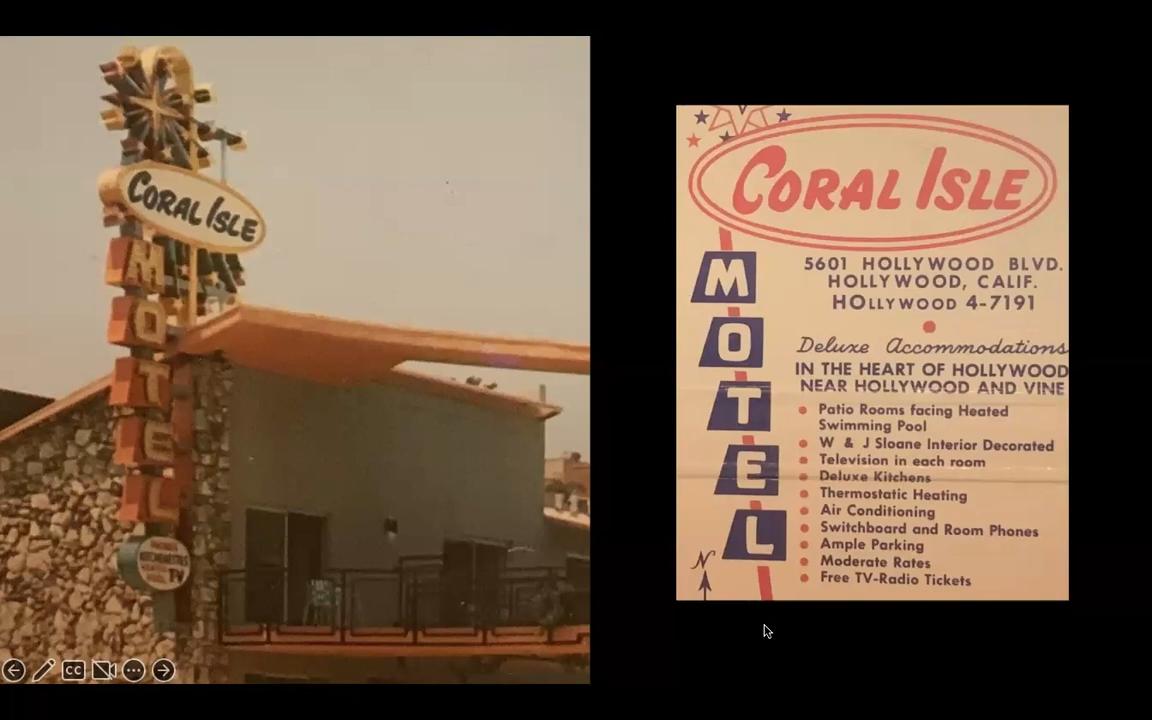 CORAL ISLE
M
O
T
E
L
TV
CORAL ISLE
MOTEL
5601 HOLLYWOOD BLVD.
HOLLYWOOD, CALIF.
HOLLYWOOD 4-7191
Deluxe Accommodations
IN THE HEART OF HOLLYWOOD
NEAR HOLLYWOOD AND VINE
Patio Rooms facing Heated
Swimming Pool
W & J Sloane Interior Decorated
Television in each room
Deluxe Kitchens
Thermostatic Heating
Air Conditioning
Switchboard and Room Phones
Ample Parking
Moderate Rates
Free TV-Radio Tickets
N
CC